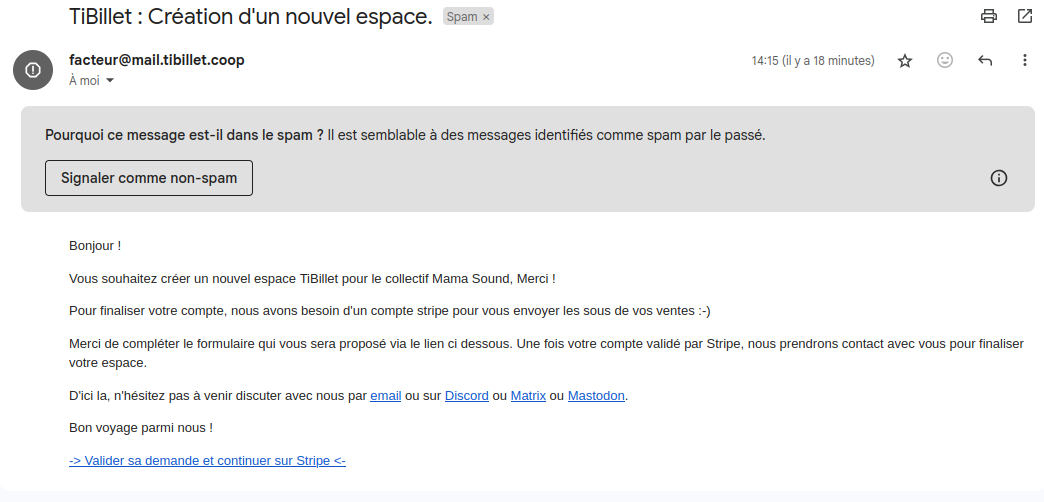 TiBillet : Création d'un nouvel espace. Spam ×
facteur@mail.tibillet.coop 14:15 (il y a 18 minutes)
À moi
Pourquoi ce message est-il dans le spam ? Il est semblable à des messages identifiés comme spam par le passé.
Signaler comme non-spam
Bonjour !
Vous souhaitez créer un nouvel espace TiBillet pour le collectif Mama Sound, Merci !
Pour finaliser votre compte, nous avons besoin d'un compte stripe pour vous envoyer les sous de vos ventes :-)
Merci de compléter le formulaire qui vous sera proposé via le lien ci dessous. Une fois votre compte validé par Stripe, nous prendrons contact avec vous pour finaliser
votre espace.
D'ici la, n'hésitez pas à venir discuter avec nous par email ou sur Discord ou Matrix ou Mastodon.
Bon voyage parmi nous !
-> Valider sa demande et continuer sur Stripe <-